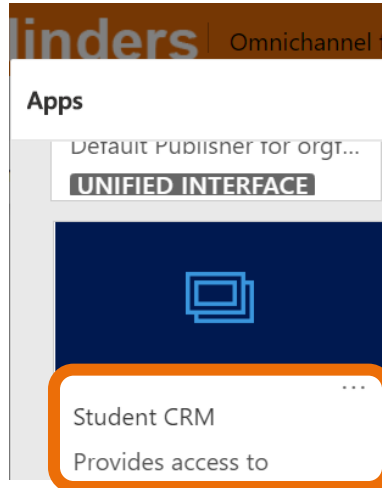 linders Omnichannel
Apps
Default Publisher for orgf...
UNIFIED INTERFACE
...
Student CRM
Provides access to